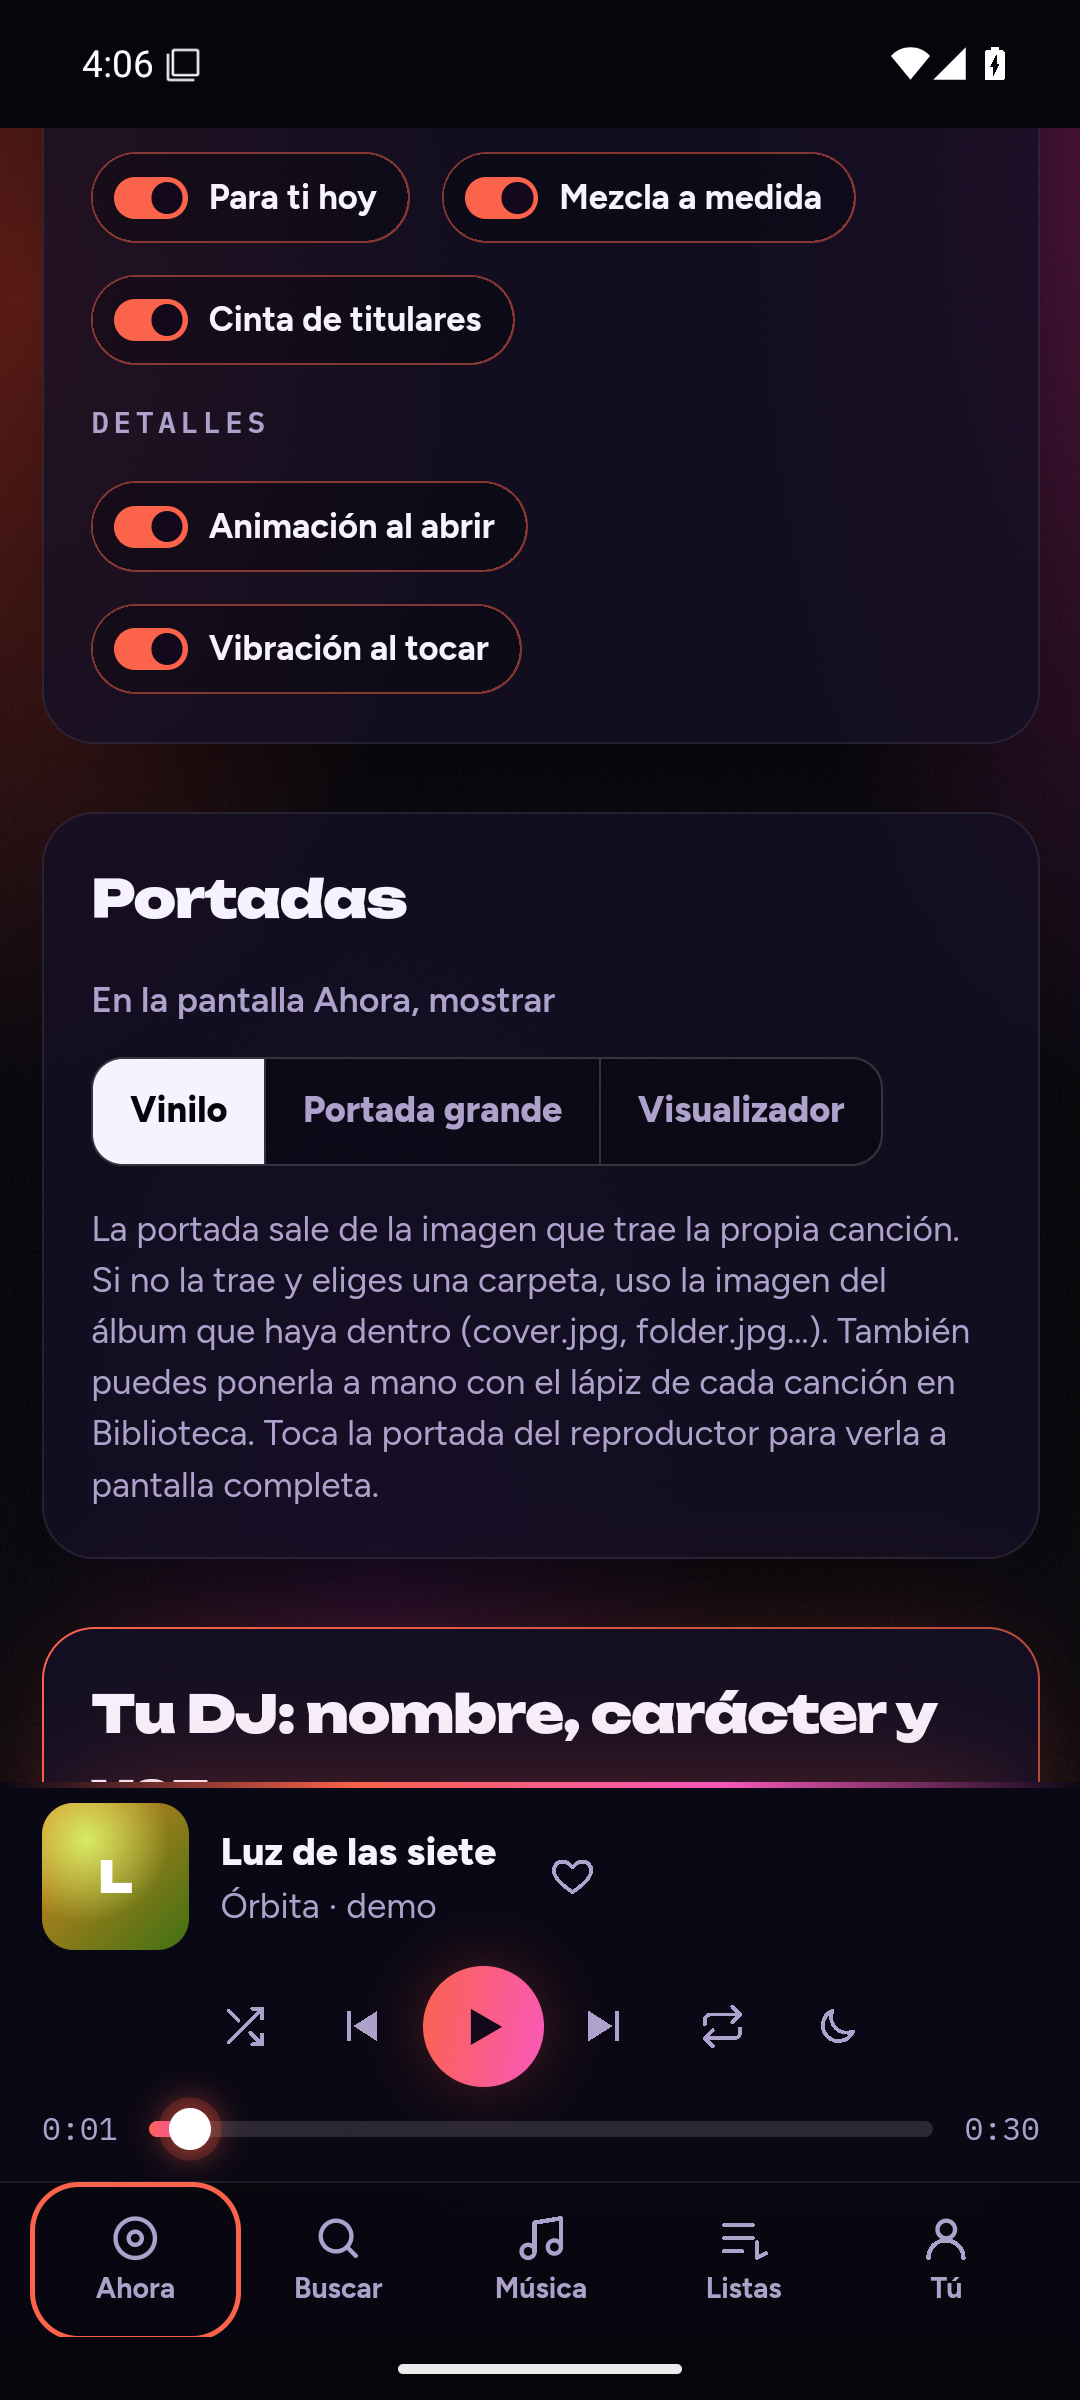 4:06
Para ti hoy
Mezcla a medida
Cinta de titulares
DETALLES
Animación al abrir
Vibración al tocar
Portadas
En la pantalla Ahora, mostrar
Vinilo
Portada grande
Visualizador
La portada sale de la imagen que trae la propia canción.
Si no la trae y eliges una carpeta, uso la imagen del
álbum que haya dentro (cover.jpg, folder.jpg...). También
puedes ponerla a mano con el lápiz de cada canción en
Biblioteca. Toca la portada del reproductor para verla a
pantalla completa.
Tu DJ: nombre, carácter y
L
Luz de las siete
Órbita · demo
0:01
0:30
Ahora
Buscar
Música
Listas
Tú